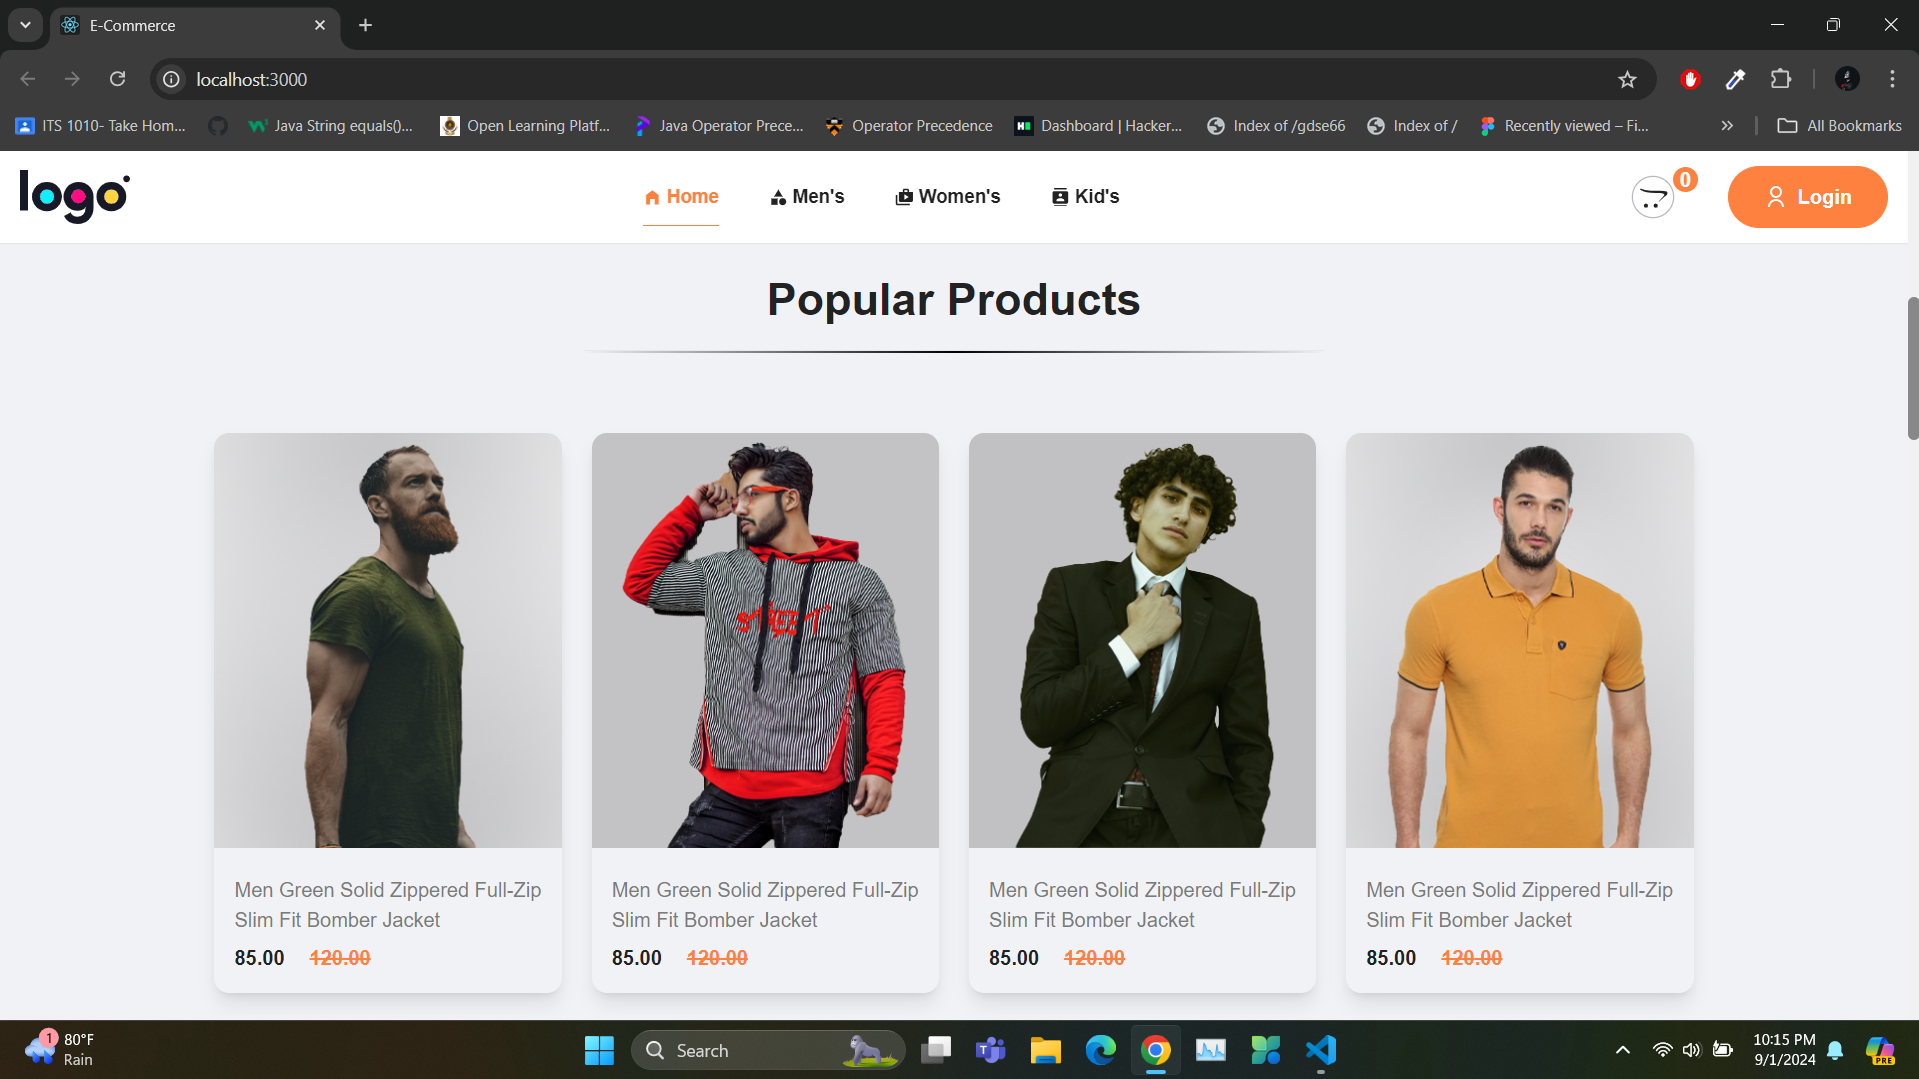 E-Commerce
localhost:3000
ITS 1010- Take Hom...
Java String equals()...
Open Learning Platf...
Java Operator Prece...
Operator Precedence
Dashboard | Hacker...
Index of /gdse66
Index of /
Recently viewed – Fi...
All Bookmarks
logo
Home
Men's
Women's
Kid's
0
Login
Popular Products
STREET
Men Green Solid Zippered Full-Zip
Slim Fit Bomber Jacket
85.00 120.00
Men Green Solid Zippered Full-Zip
Slim Fit Bomber Jacket
85.00 120.00
Men Green Solid Zippered Full-Zip
Slim Fit Bomber Jacket
85.00 120.00
Men Green Solid Zippered Full-Zip
Slim Fit Bomber Jacket
85.00 120.00
1
80°F
Rain
Search
10:15 PM
9/1/2024
PRE